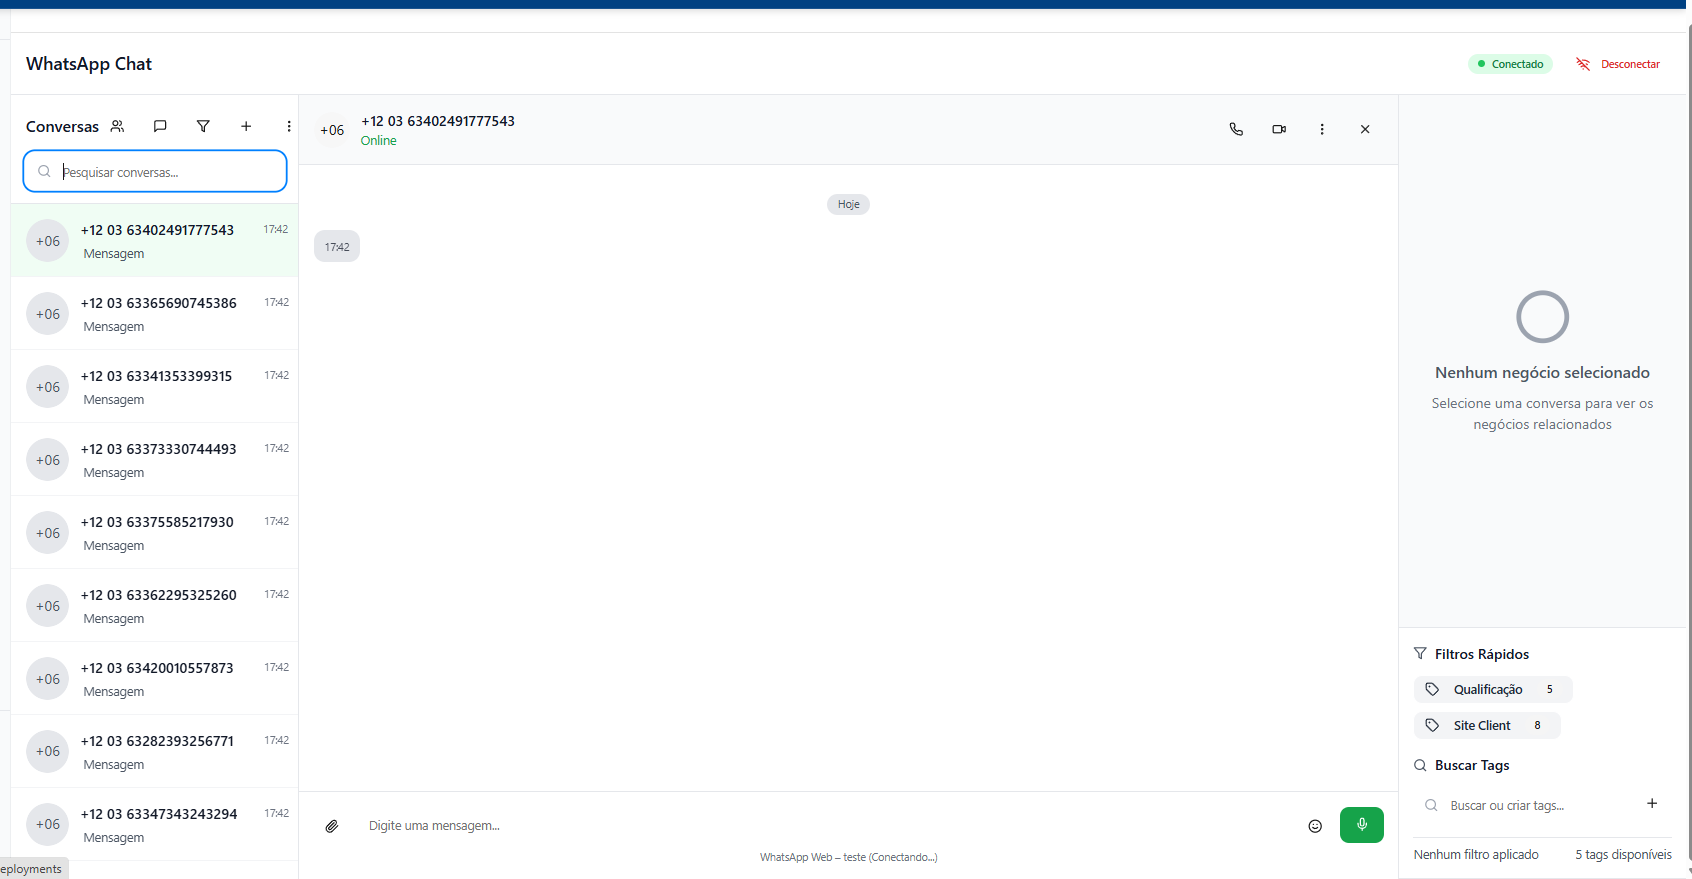 WhatsApp Chat
Conectado
Desconectar
Conversas
Pesquisar conversas...
+06
+12 03 63402491777543
17:42
Mensagem
+06
+12 03 63365690745386
17:42
Mensagem
+06
+12 03 63341353399315
17:42
Mensagem
+06
+12 03 63373330744493
17:42
Mensagem
+06
+12 03 63375585217930
17:42
Mensagem
+06
+12 03 63362295325260
17:42
Mensagem
+06
+12 03 63420010557873
17:42
Mensagem
+06
+12 03 63282393256771
17:42
Mensagem
+06
+12 03 63347343243294
17:42
Mensagem
eployments
+06
+12 03 63402491777543
Online
Hoje
17:42
Digite uma mensagem...
WhatsApp Web – teste (Conectando...)
Nenhum negócio selecionado
Selecione uma conversa para ver os
negócios relacionados
Filtros Rápidos
Qualificação 5
Site Client 8
Buscar Tags
Buscar ou criar tags...
Nenhum filtro aplicado
5 tags disponíveis